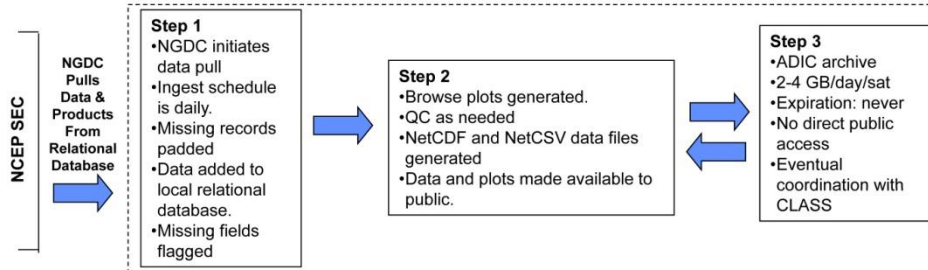 NCEP SEC
NGDC
Pulls
Data &
Products
From
Relational
Database
Step 1
•NGDC initiates
data pull
•Ingest schedule
is daily.
•Missing records
padded
•Data added to
local relational
database.
•Missing fields
flagged
Step 2
•Browse plots generated.
•QC as needed
•NetCDF and NetCSV data files
generated
•Data and plots made available to
public.
Step 3
•ADIC archive
•2-4 GB/day/sat
•Expiration: never
•No direct public
access
•Eventual
coordination with
CLASS